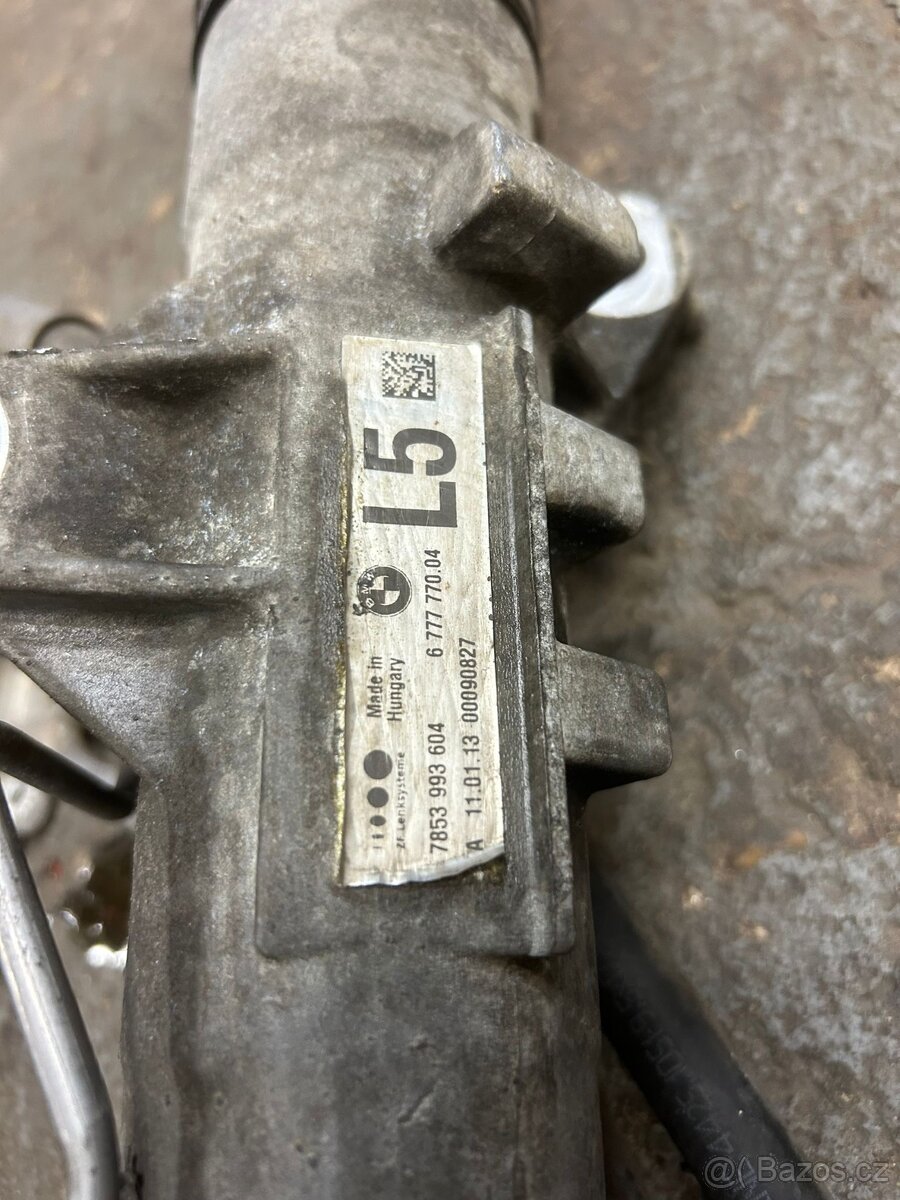 L5
BMW
6 777 770.04
Made in
Hungary
ZF Lenksysteme
7853 993 604
A 11.01.13 00090827
@( Bazos.cz